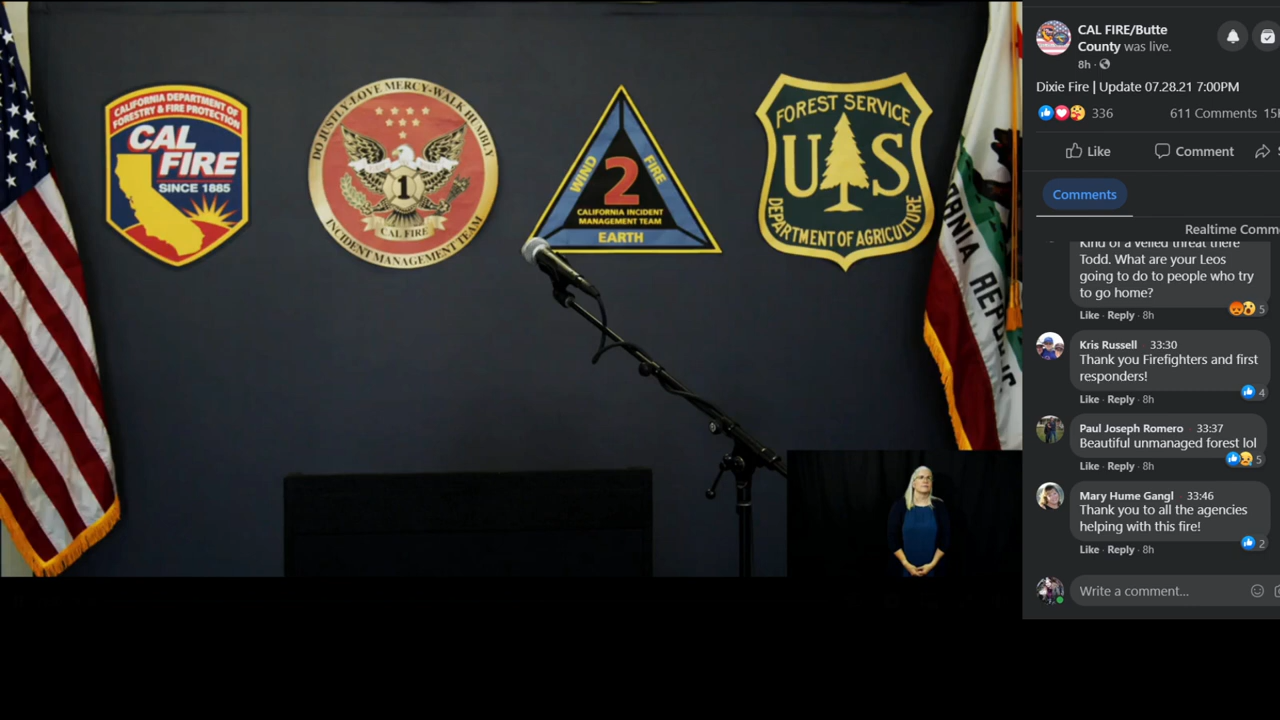 CALIFORNIA DEPARTMENT OF
FORESTRY & FIRE PROTECTION
CAL
FIRE
SINCE 1885
DO JUSTLY-LOVE MERCY-WALK HUMBLY
1
CAL FIRE
INCIDENT MANAGEMENT TEAM
WIND
FIRE
2
CALIFORNIA INCIDENT
MANAGEMENT TEAM
EARTH
FOREST SERVICE
U S
DEPARTMENT OF AGRICULTURE
CAL FIRE/Butte
County was live.
8h ·
Dixie Fire | Update 07.28.21 7:00PM
336 611 Comments 15
Like Comment
Comments
Realtime Comm
Kind of a veiled threat there
Todd. What are your Leos
going to do to people who try
to go home?
5
Like · Reply · 8h
Kris Russell 33:30
Thank you Firefighters and first
responders!
4
Like · Reply · 8h
Paul Joseph Romero · 33:37
Beautiful unmanaged forest lol
5
Like · Reply · 8h
Mary Hume Gangl · 33:46
Thank you to all the agencies
helping with this fire!
2
Like · Reply · 8h
Write a comment...